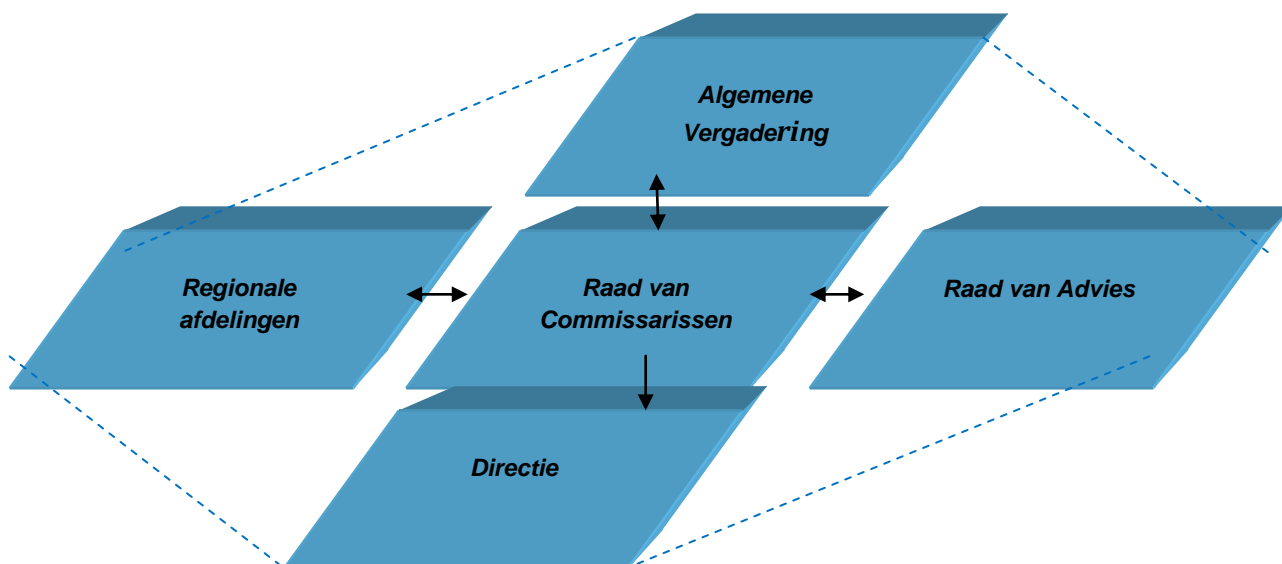 Algemene
Vergadering
Regionale
afdelingen
Raad van
Commissarissen
Raad van Advies
Directie